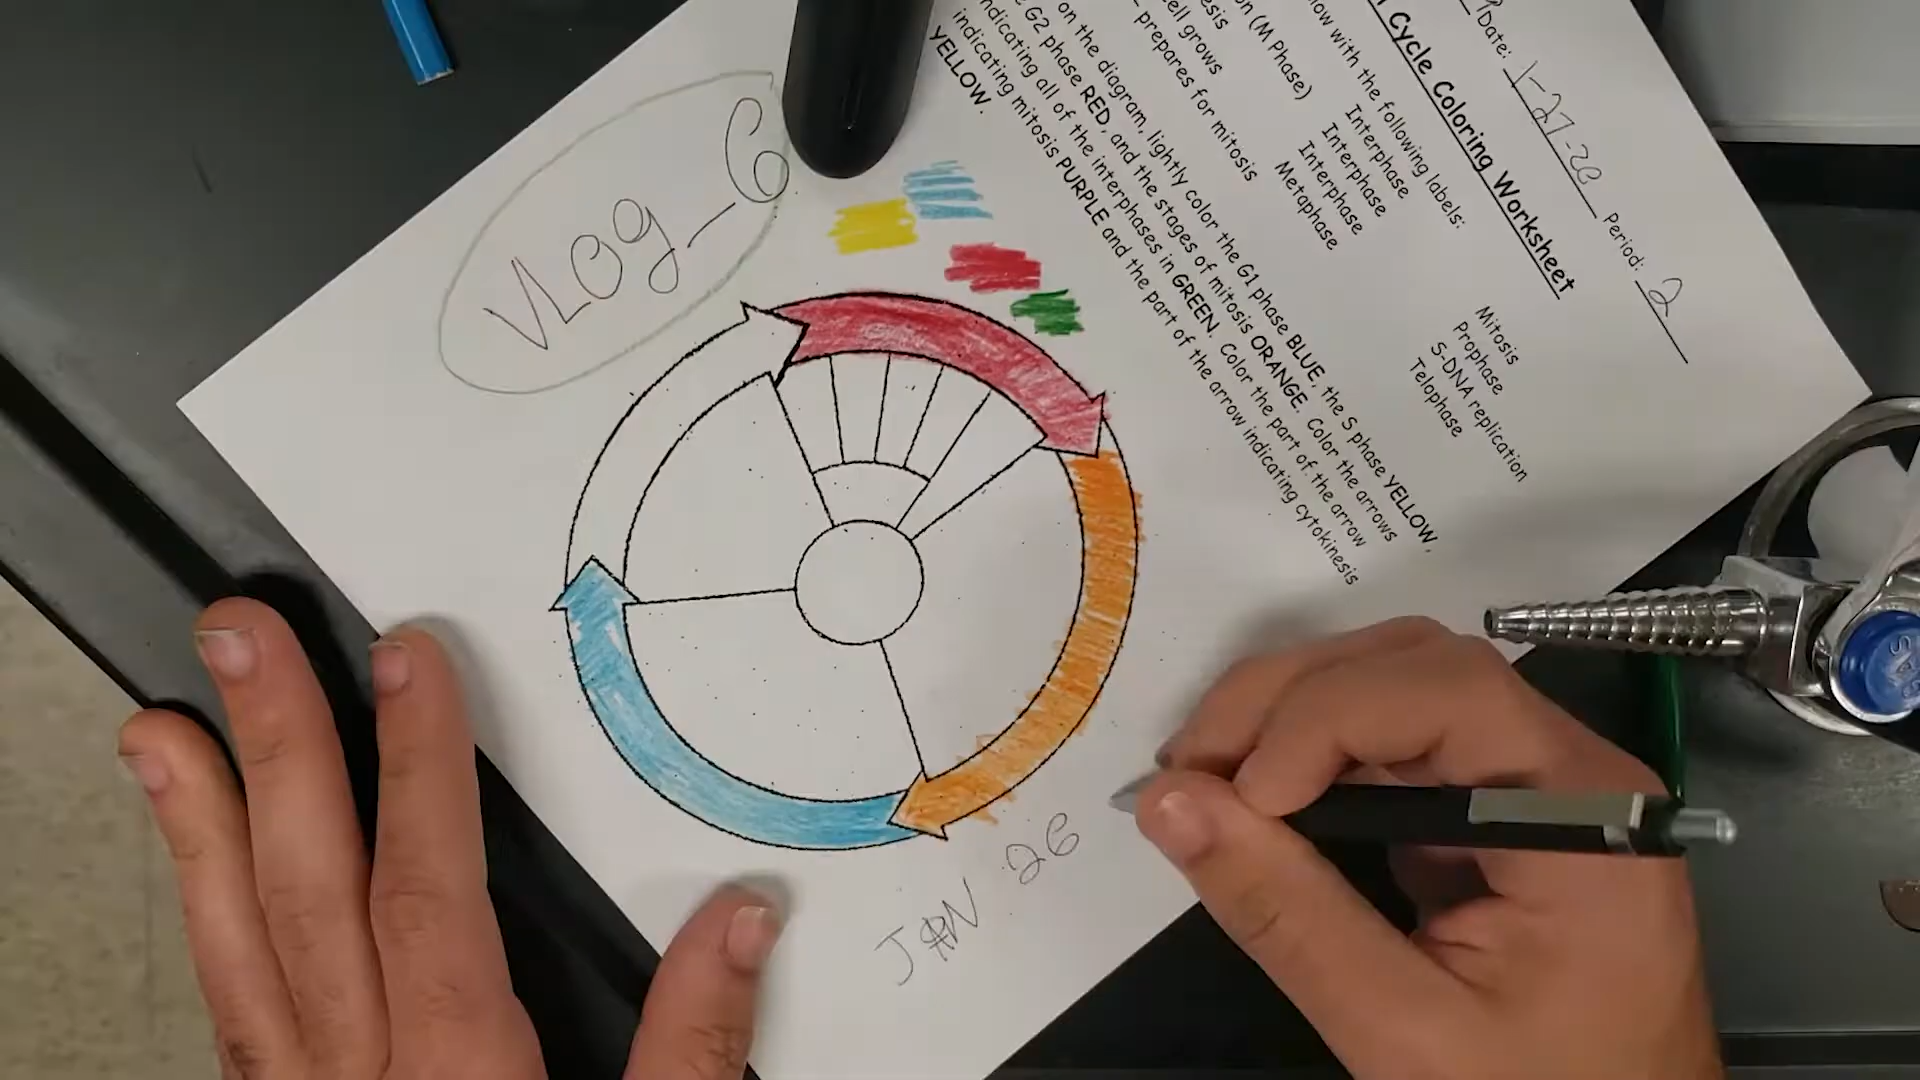 Date: 1-27-26 Period: 2
Cycle Coloring Worksheet
low with the following labels:
Interphase
Interphase
Interphase
Metaphase
Mitosis
Prophase
S-DNA replication
Telophase
on (M Phase)
cell grows
prepares for mitosis
on the diagram, lightly color the G1 phase BLUE, the S phase YELLOW,
G2 phase RED, and the stages of mitosis ORANGE. Color the arrows
indicating all of the interphases in GREEN. Color the part of the arrow
indicating mitosis PURPLE and the part of the arrow indicating cytokinesis
YELLOW.
VLog_6
JAN 26